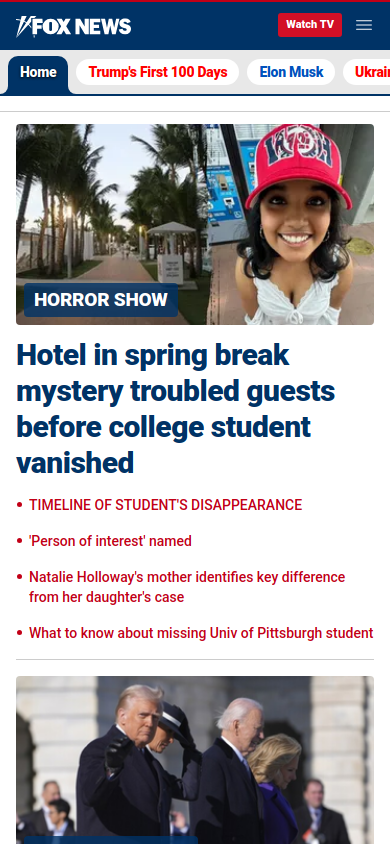 FOX NEWS
Watch TV
Home
Trump's First 100 Days
Elon Musk
HORROR SHOW
Hotel in spring break
mystery troubled guests
before college student
vanished
TIMELINE OF STUDENT'S DISAPPEARANCE
'Person of interest' named
Natalie Holloway's mother identifies key difference
from her daughter's case
What to know about missing Univ of Pittsburgh student